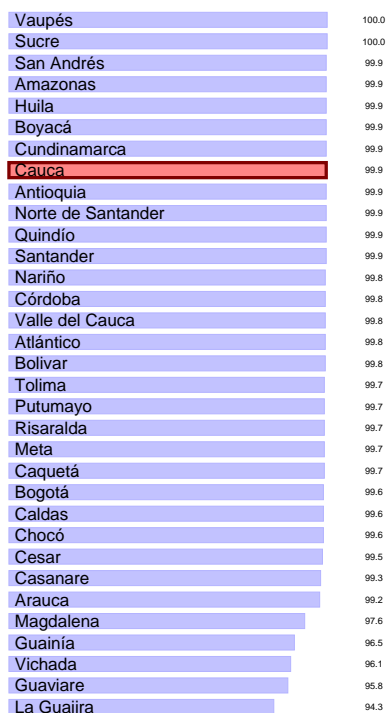 Vaupés 100.0
Sucre 100.0
San Andrés 99.9
Amazonas 99.9
Huila 99.9
Boyacá 99.9
Cundinamarca 99.9
Cauca 99.9
Antioquia 99.9
Norte de Santander 99.9
Quindío 99.9
Santander 99.9
Nariño 99.8
Córdoba 99.8
Valle del Cauca 99.8
Atlántico 99.8
Bolivar 99.8
Tolima 99.7
Putumayo 99.7
Risaralda 99.7
Meta 99.7
Caquetá 99.7
Bogotá 99.6
Caldas 99.6
Chocó 99.6
Cesar 99.5
Casanare 99.3
Arauca 99.2
Magdalena 97.6
Guainía 96.5
Vichada 96.1
Guaviare 95.8
La Guajira 94.3